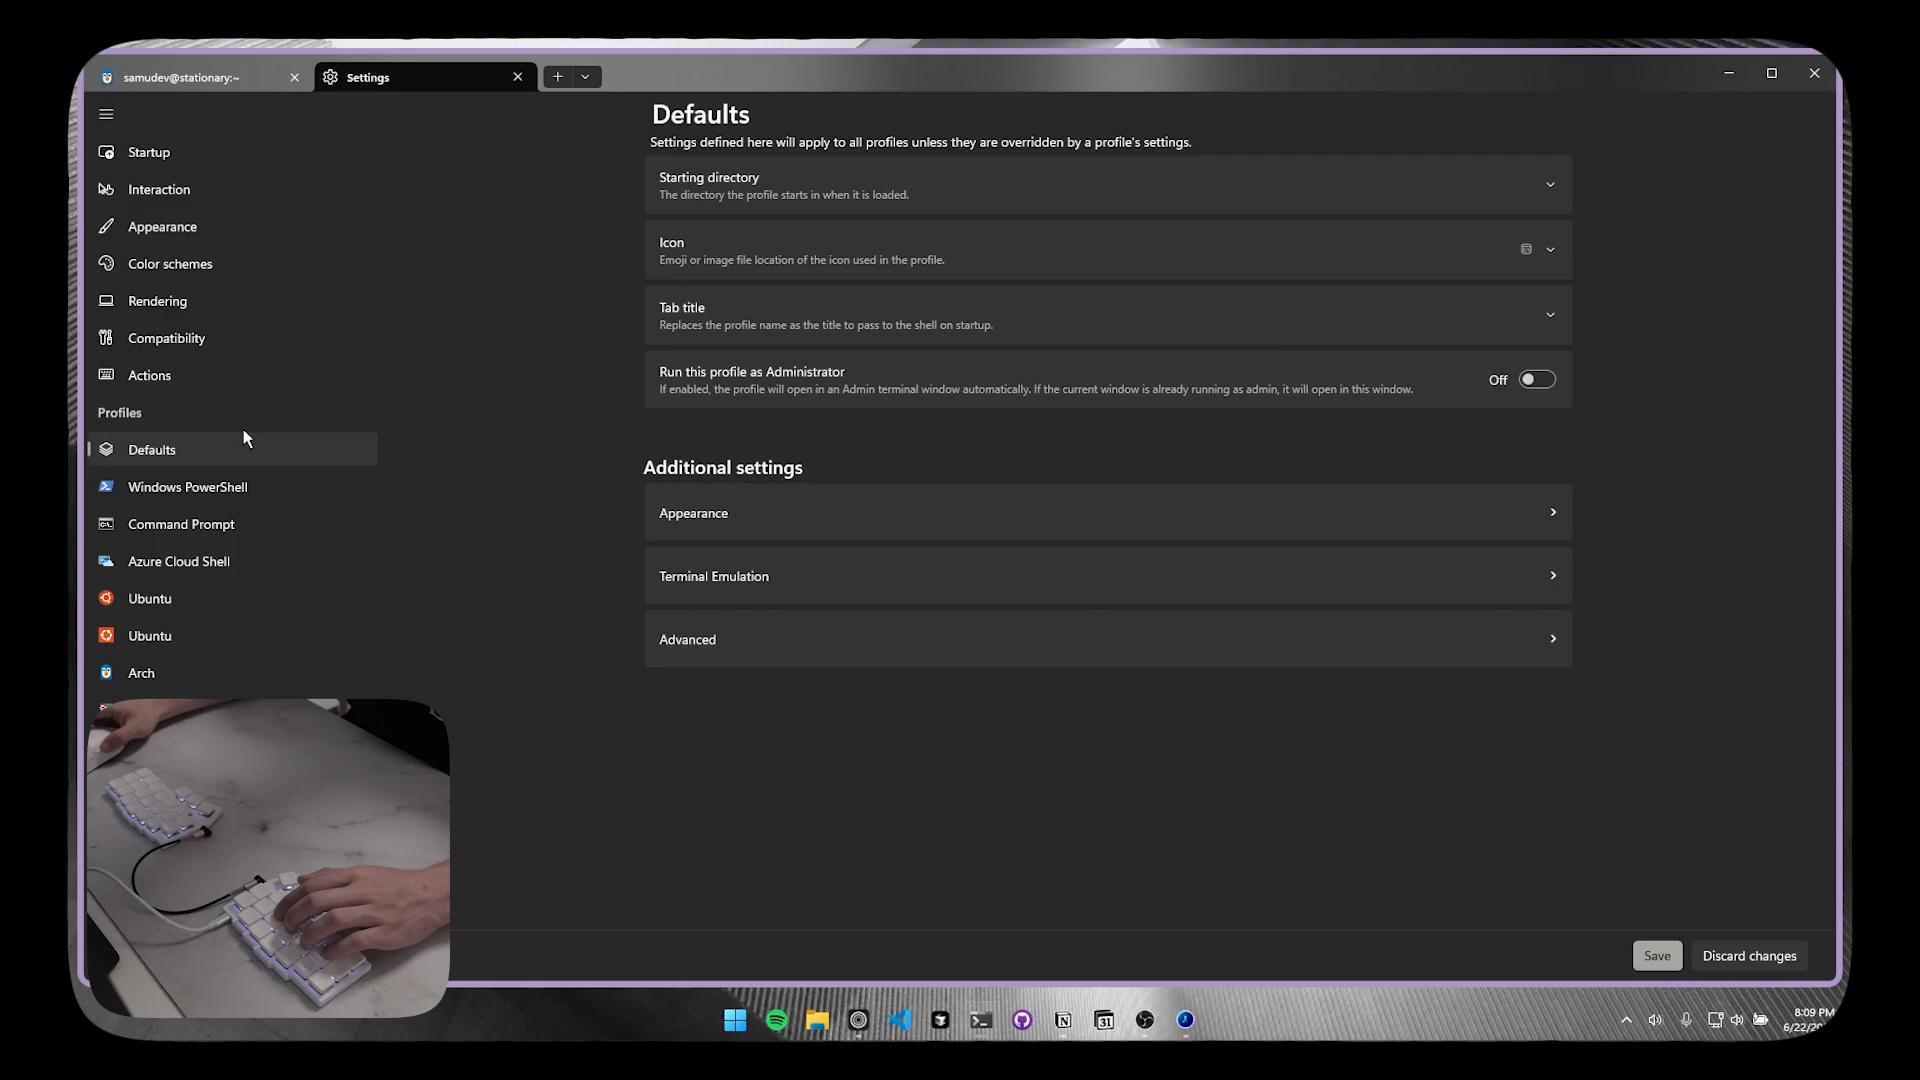 samudev@stationary:~
Settings
Startup
Interaction
Appearance
Color schemes
Rendering
Compatibility
Actions
Profiles
Defaults
Windows PowerShell
Command Prompt
Azure Cloud Shell
Ubuntu
Ubuntu
Arch
Defaults
Settings defined here will apply to all profiles unless they are overridden by a profile's settings.
Starting directory
The directory the profile starts in when it is loaded.
Icon
Emoji or image file location of the icon used in the profile.
Tab title
Replaces the profile name as the title to pass to the shell on startup.
Run this profile as Administrator
If enabled, the profile will open in an Admin terminal window automatically. If the current window is already running as admin, it will open in this window.
Off
Additional settings
Appearance
Terminal Emulation
Advanced
Save
Discard changes
31
8:09 PM
6/22/20